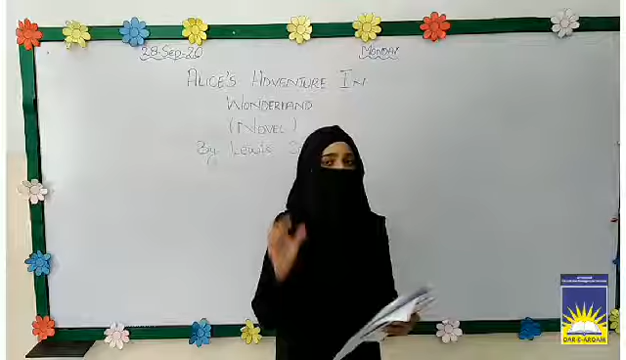 28-Sep-20
MONDAY
ALICE'S ADVENTURE IN
WONDERLAND
(NOVEL)
By Lewis
DAR-E-ARQAM